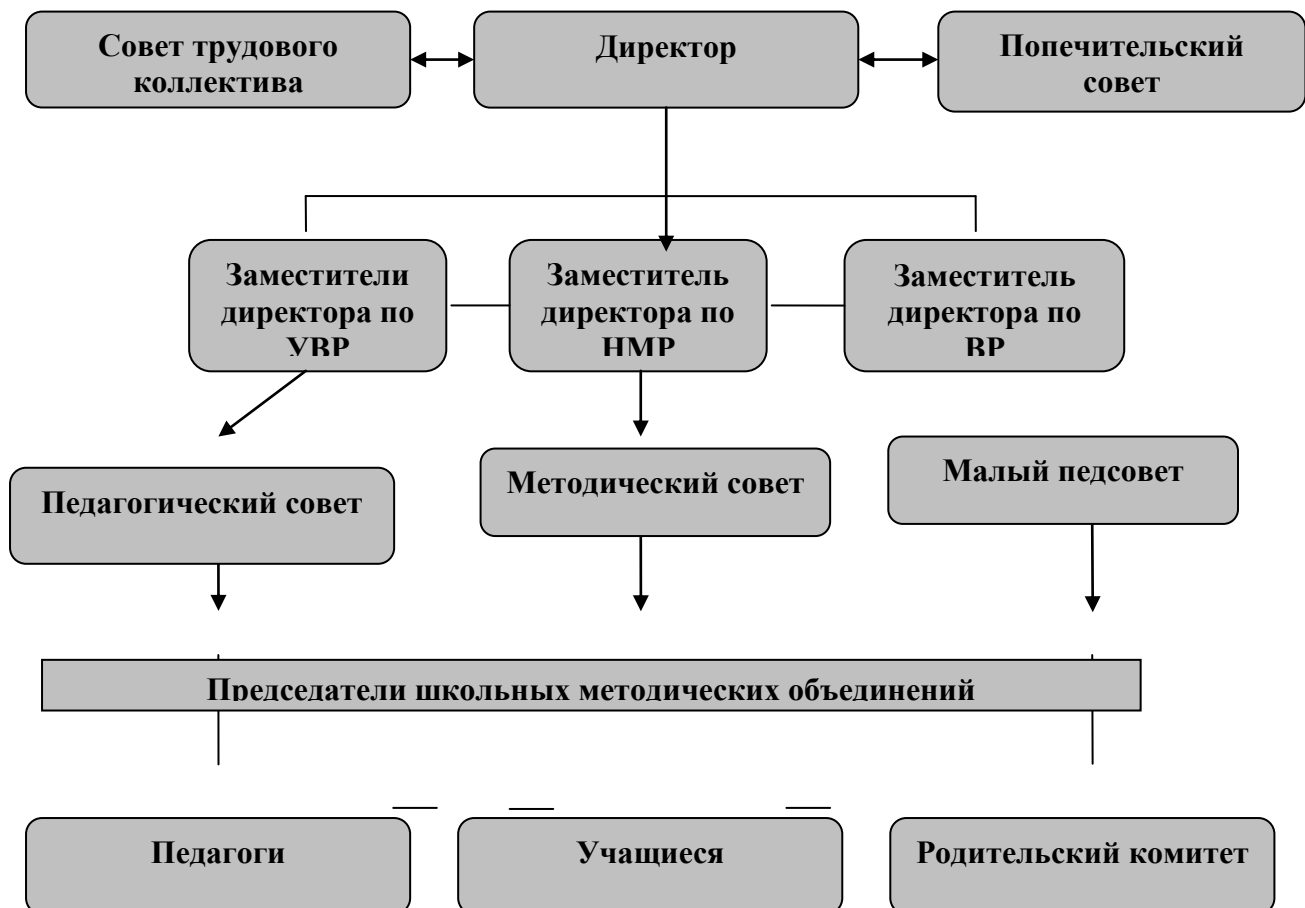 Совет трудового
коллектива
Директор
Попечительский
совет
Заместители
директора по
УВР
Заместитель
директора по
НМР
Заместитель
директора по
ВР
Педагогический совет
Методический совет
Малый педсовет
Председатели школьных методических объединений
Педагоги
Учащиеся
Родительский комитет